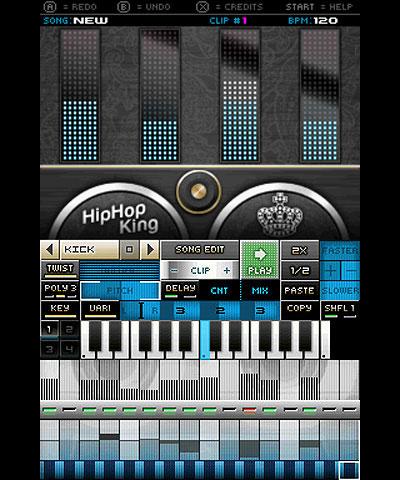 A = REDO B = UNDO X = CREDITS START = HELP
SONG: NEW CLIP #1 BPM: 120
HipHop
King
KICK SONG EDIT 2X FASTER
TWIST - CLIP + PLAY 1/2 - +
POLY 3 PITCH DELAY CNT MIX PASTE SLOWER
KEY VARI 1 R 3 2 3 COPY SHFL 1
1 2
3 4